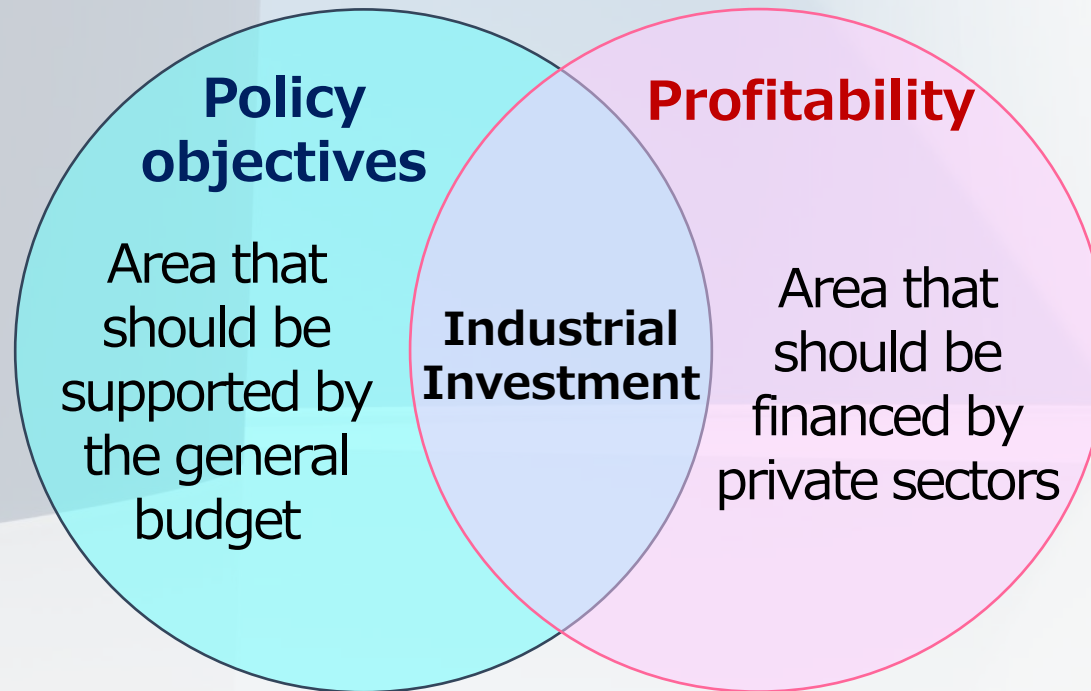 Policy
objectives
Area that
should be
supported by
the general
budget
Industrial
Investment
Profitability
Area that
should be
financed by
private sectors